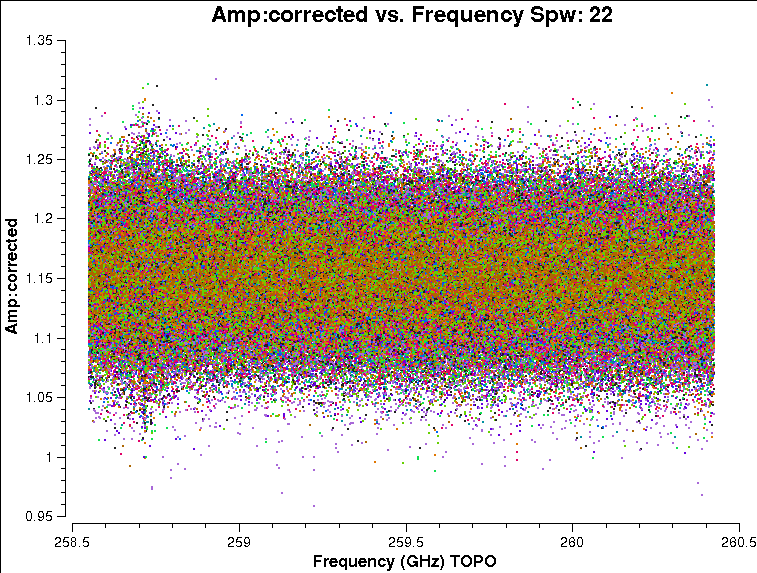 Amp:corrected vs. Frequency Spw: 22
1.35
1.3
1.25
1.2
1.15
1.1
1.05
1
0.95
Amp:corrected
258.5 259 259.5 260 260.5
Frequency (GHz) TOPO